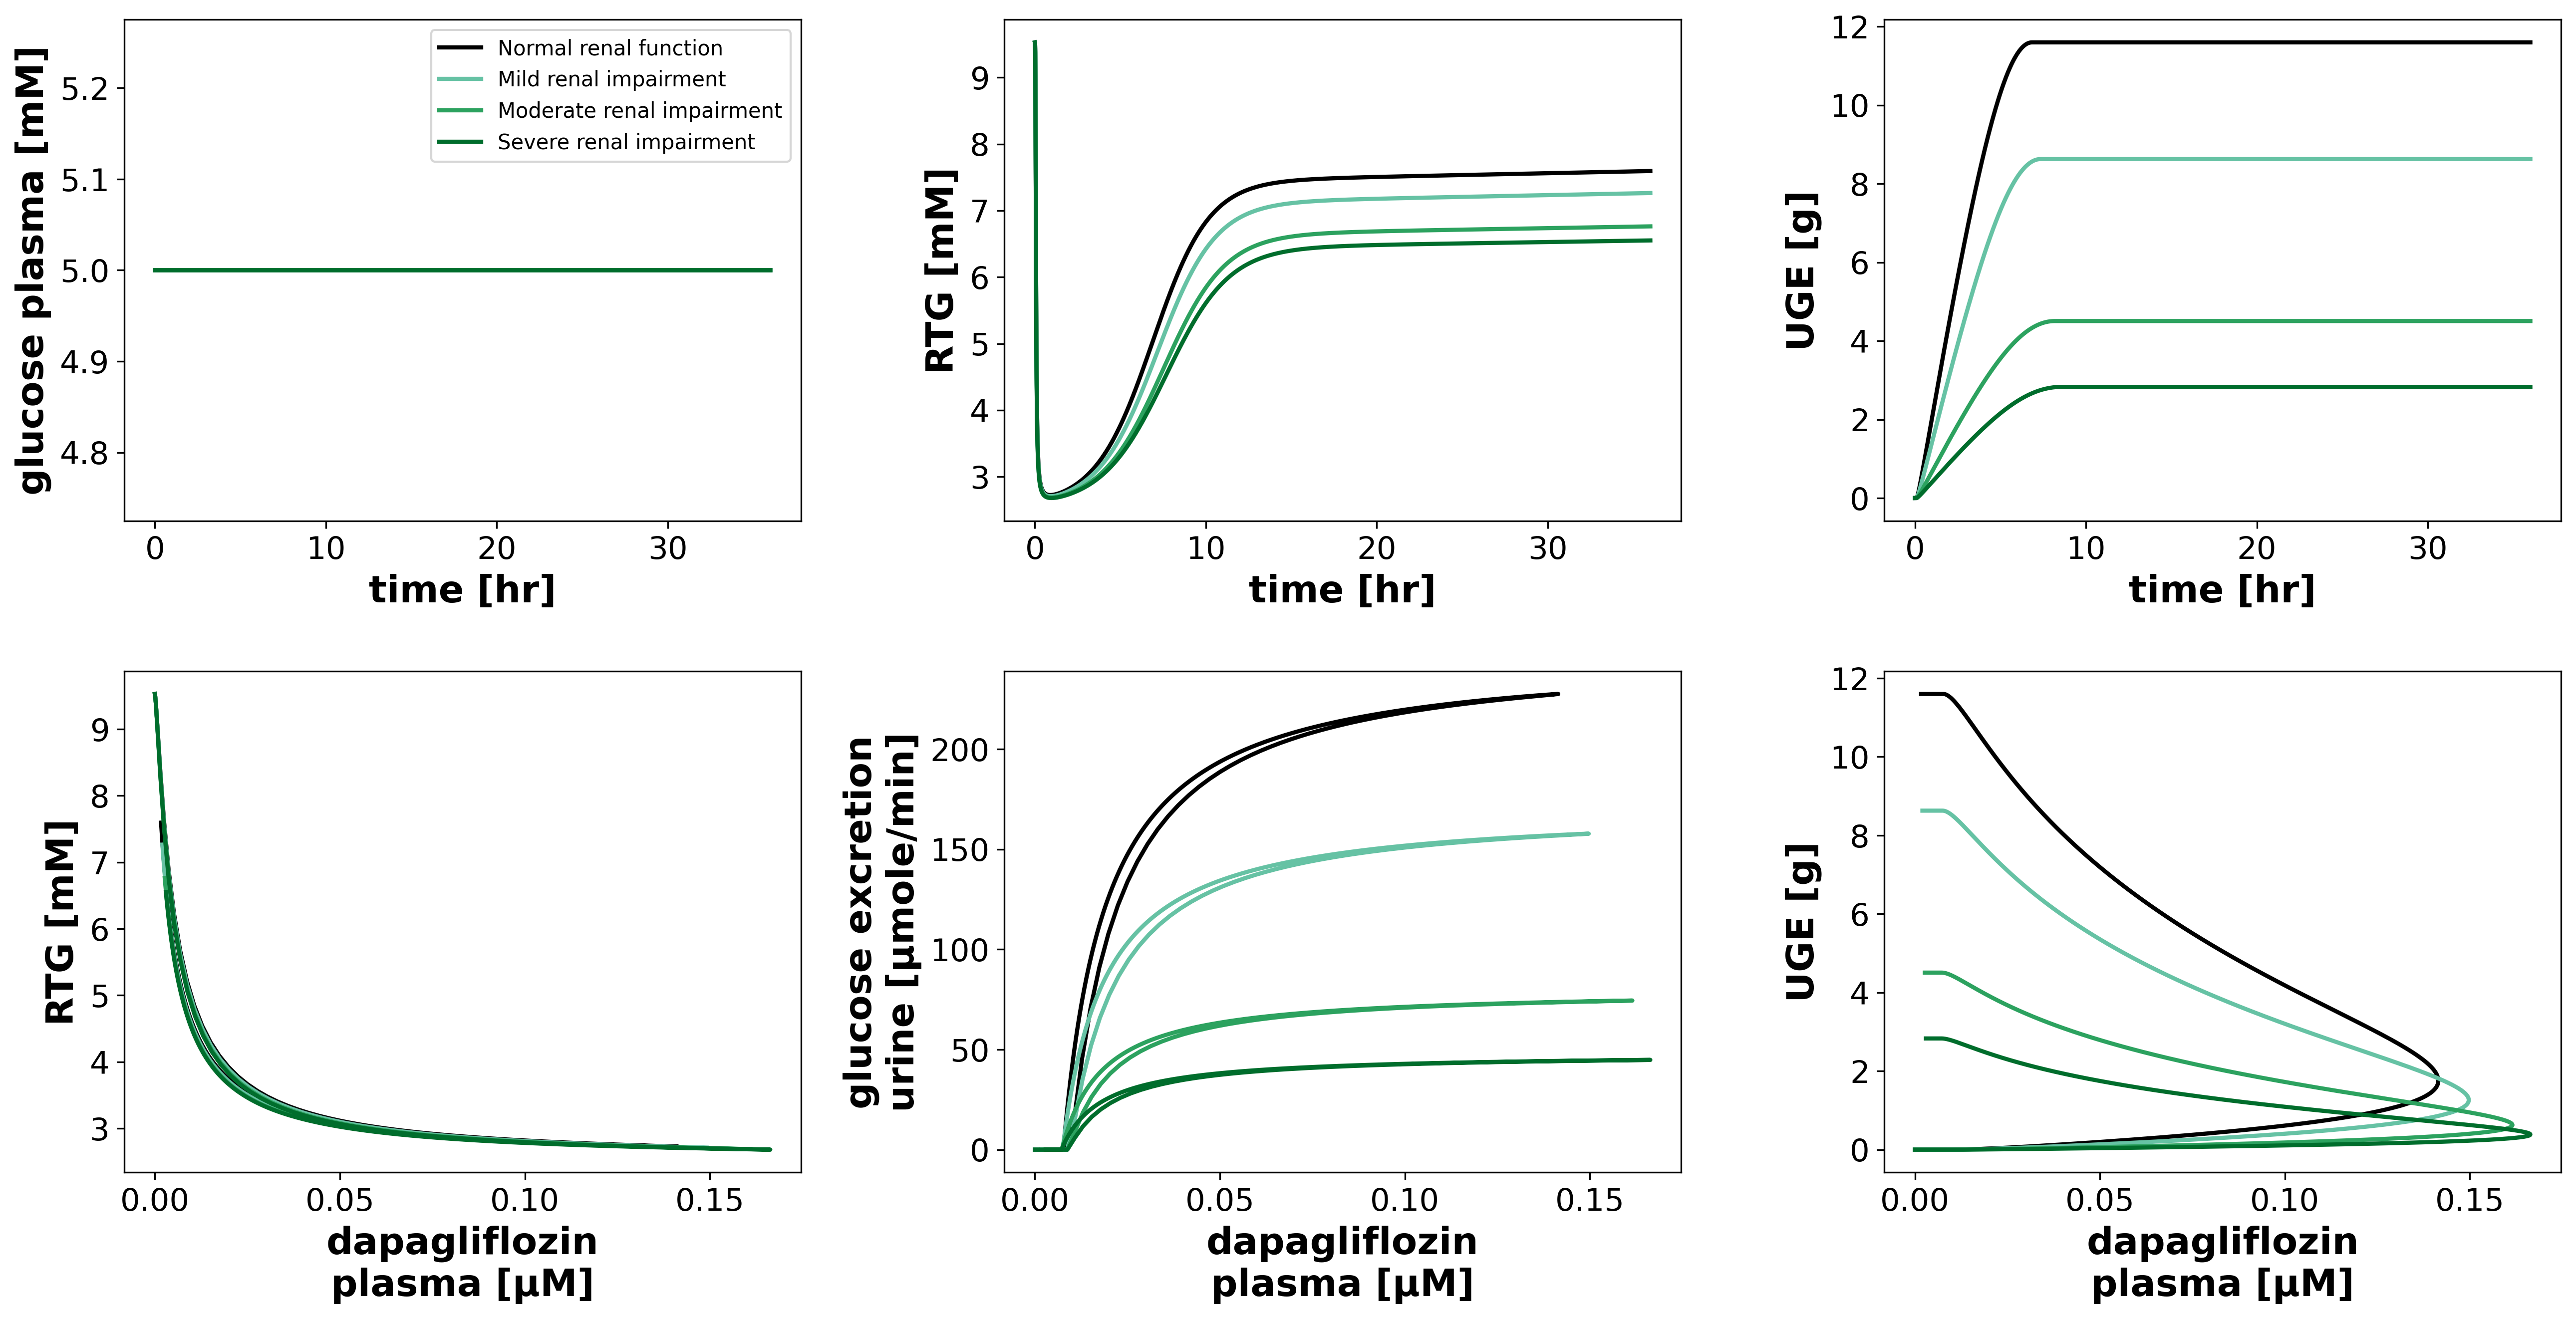 glucose plasma [mM]
5.2
5.1
5.0
4.9
4.8
Normal renal function
Mild renal impairment
Moderate renal impairment
Severe renal impairment
0 10 20 30
time [hr]
RTG [mM]
9
8
7
6
5
4
3
0 10 20 30
time [hr]
UGE [g]
12
10
8
6
4
2
0
0 10 20 30
time [hr]
RTG [mM]
9
8
7
6
5
4
3
0.00 0.05 0.10 0.15
dapagliflozin
plasma [µM]
glucose excretion
urine [µmole/min]
200
150
100
50
0
0.00 0.05 0.10 0.15
dapagliflozin
plasma [µM]
UGE [g]
12
10
8
6
4
2
0
0.00 0.05 0.10 0.15
dapagliflozin
plasma [µM]